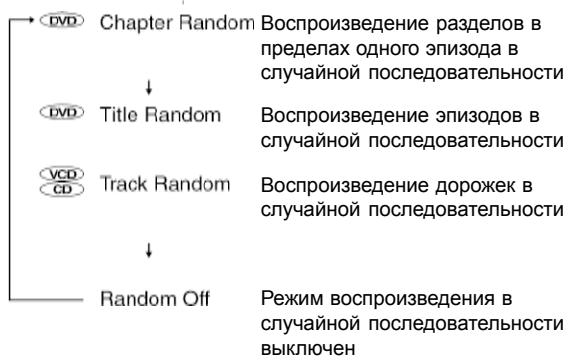 DVD Chapter Random Воспроизведение разделов в
пределах одного эпизода в
случайной последовательности
DVD Title Random Воспроизведение эпизодов в
случайной последовательности
VCD
CD Track Random Воспроизведение дорожек в
случайной последовательности
Random Off Режим воспроизведения в
случайной последовательности
выключен